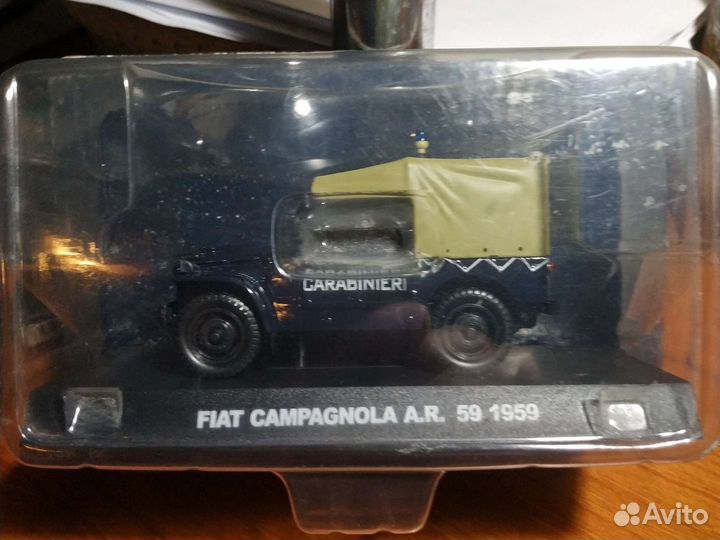 CARABINIERI
FIAT CAMPAGNOLA A.R. 59 1959
Avito